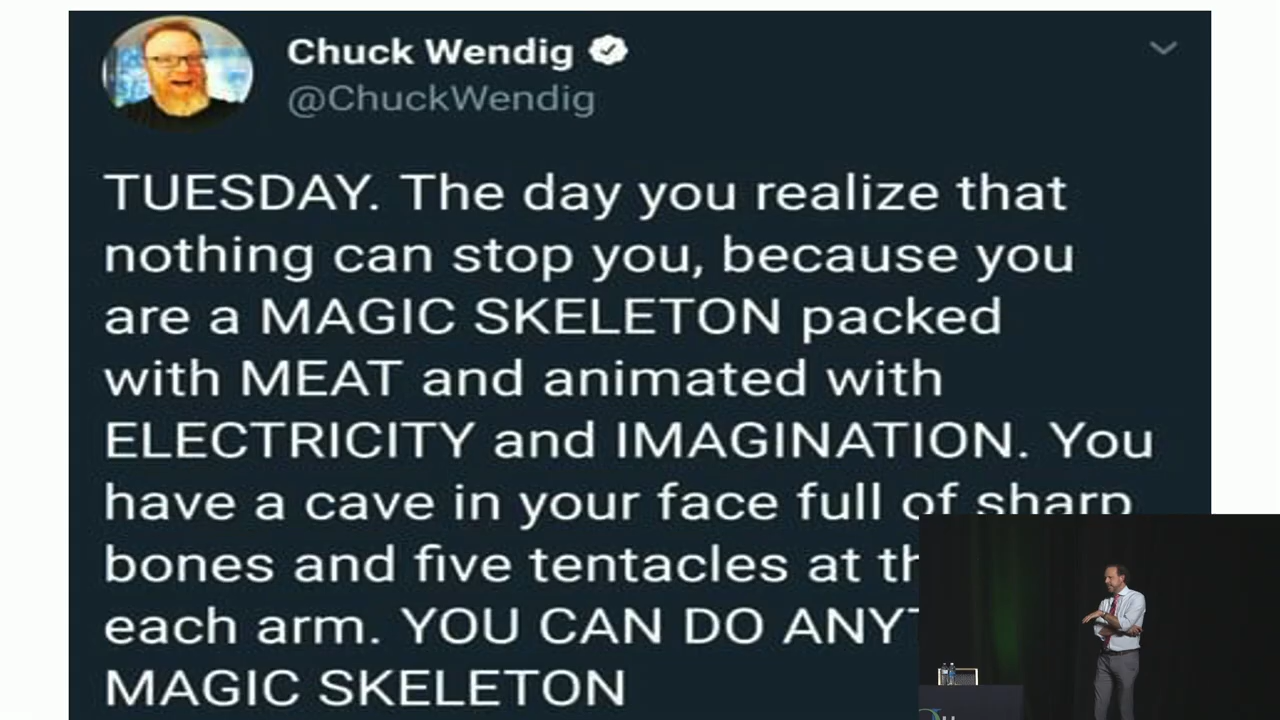 Chuck Wendig
@ChuckWendig
TUESDAY. The day you realize that
nothing can stop you, because you
are a MAGIC SKELETON packed
with MEAT and animated with
ELECTRICITY and IMAGINATION. You
have a cave in your face full of sharp
bones and five tentacles at th
each arm. YOU CAN DO ANYT
MAGIC SKELETON